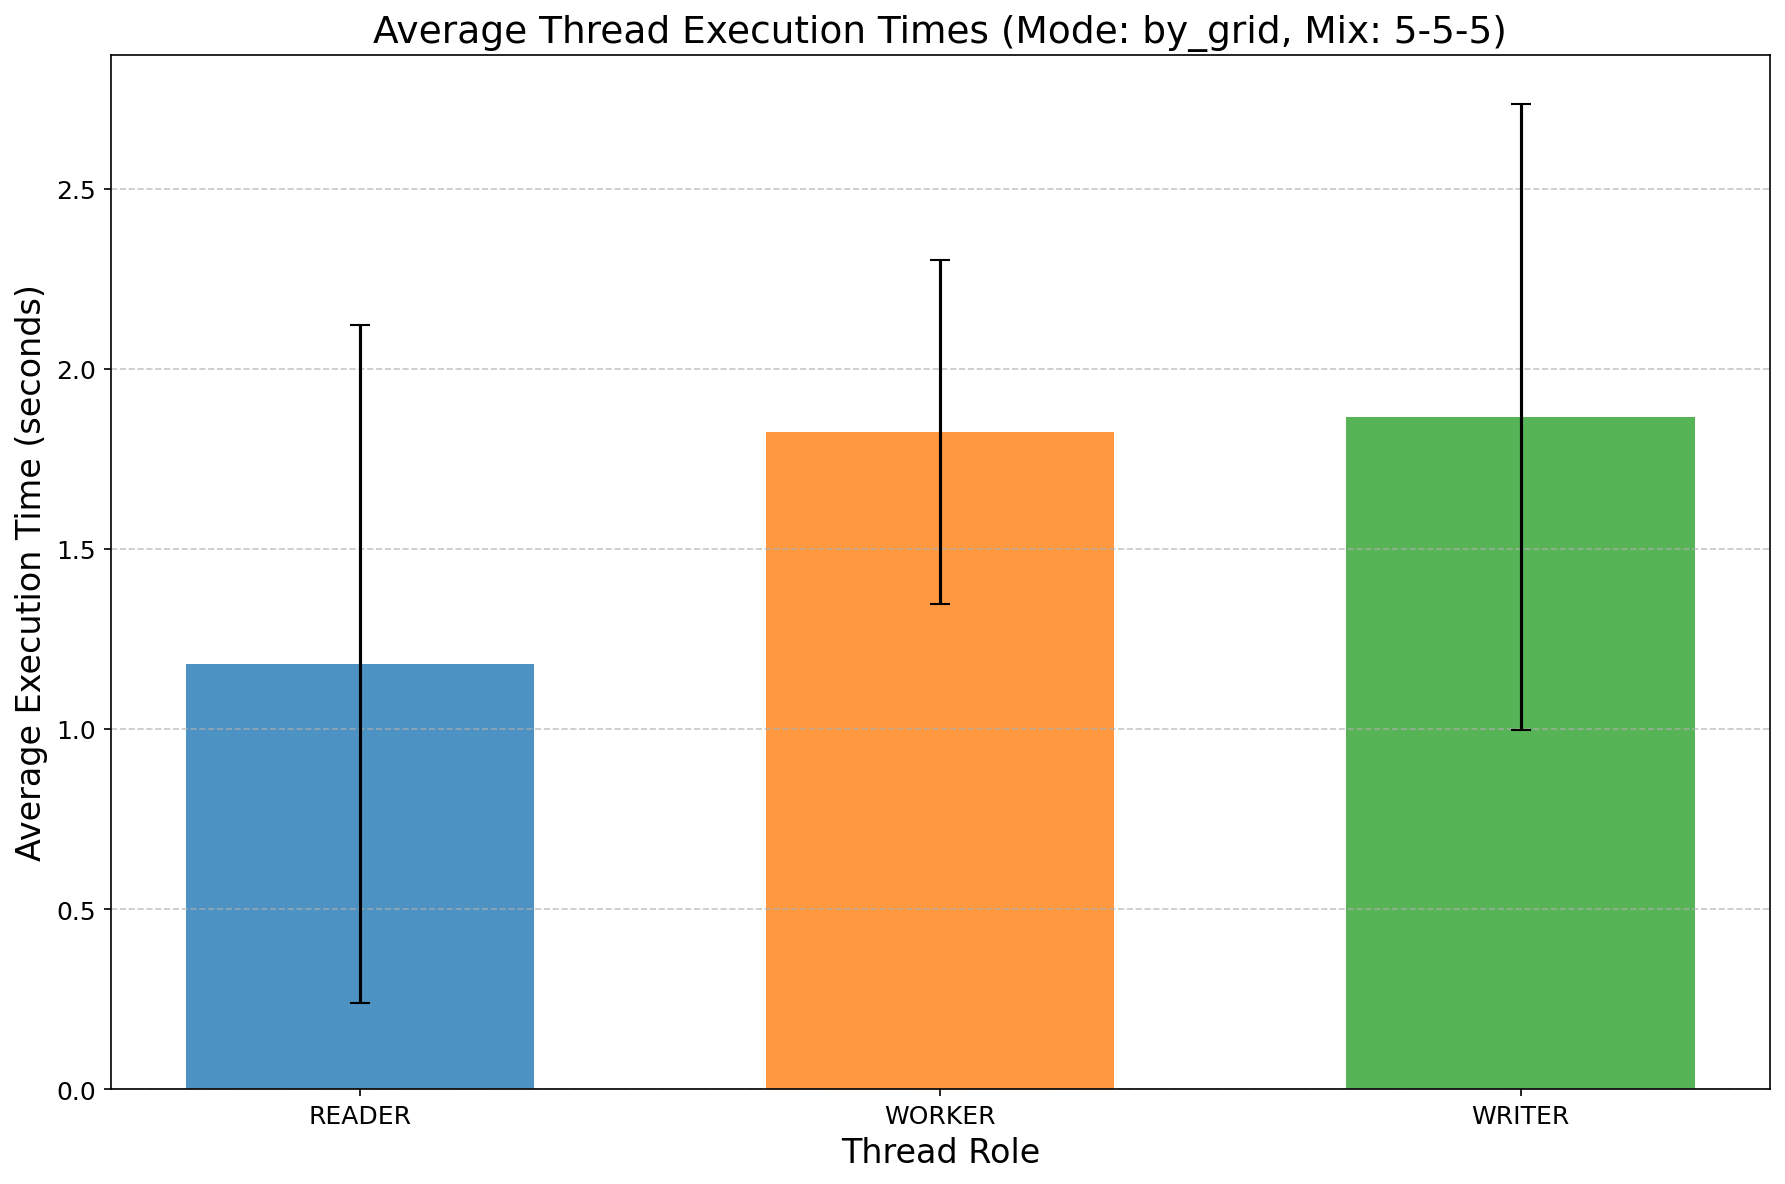 Average Thread Execution Times (Mode: by_grid, Mix: 5-5-5)
Average Execution Time (seconds)
2.5
2.0
1.5
1.0
0.5
0.0
READER
WORKER
WRITER
Thread Role